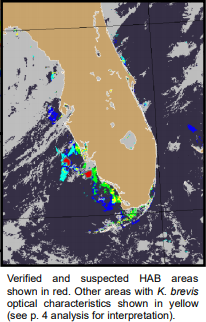 Verified and suspected HAB areas
shown in red. Other areas with K. brevis
optical characteristics shown in yellow
(see p. 4 analysis for interpretation).